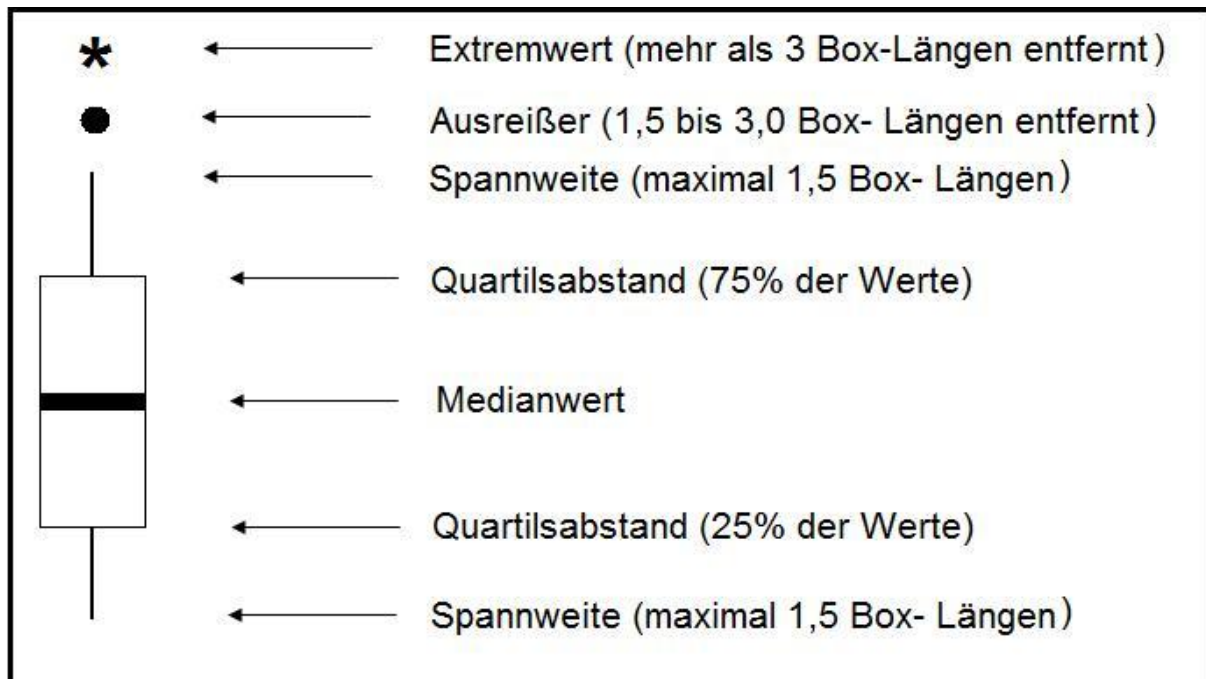 * Extremwert (mehr als 3 Box-Längen entfernt)
Ausreißer (1,5 bis 3,0 Box- Längen entfernt)
Spannweite (maximal 1,5 Box- Längen)
Quartilsabstand (75% der Werte)
Medianwert
Quartilsabstand (25% der Werte)
Spannweite (maximal 1,5 Box- Längen)